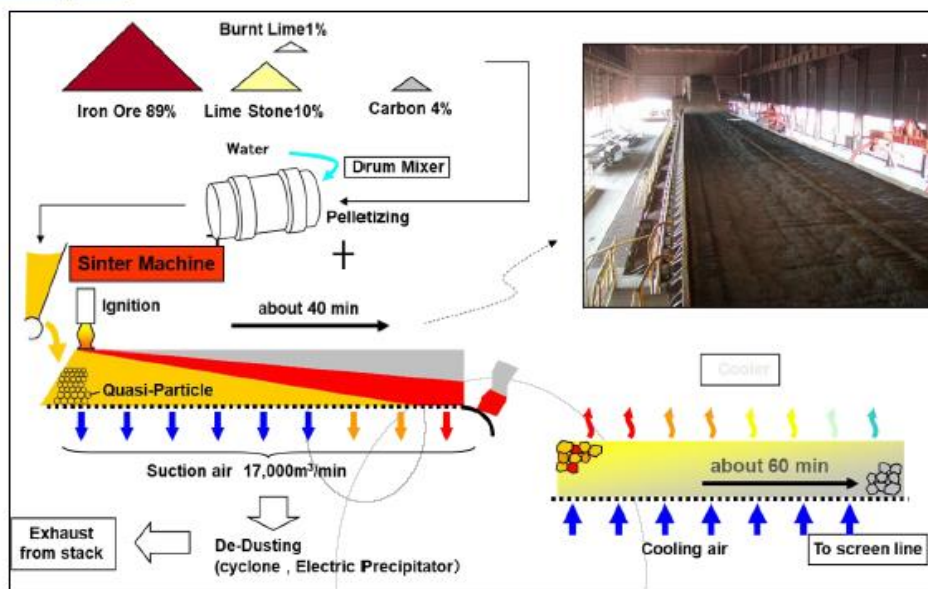 Burnt Lime1%
Iron Ore 89%
Lime Stone10%
Carbon 4%
Water
Drum Mixer
Pelletizing
+
Sinter Machine
Ignition
about 40 min
Quasi-Particle
Suction air 17,000m³/min
De-Dusting
(cyclone , Electric Precipitator)
Exhaust
from stack
Cooler
about 60 min
Cooling air
To screen line